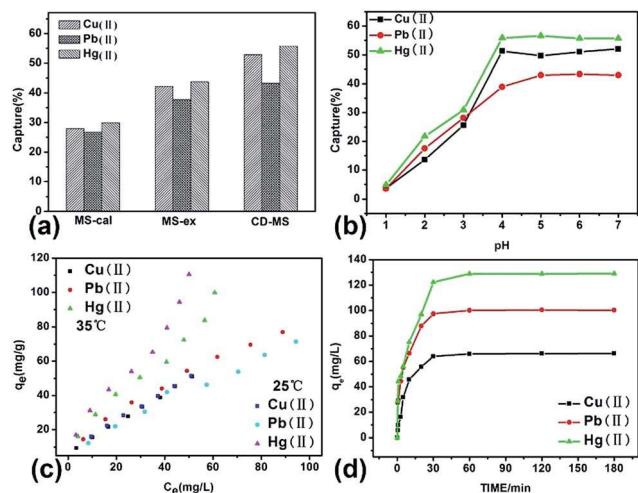 Cu(II)
Pb(II)
Hg(II)
Capture(%)
60
50
40
30
20
10
0
MS-cal MS-ex CD-MS
(a)
Cu(II)
Pb(II)
Hg(II)
Capture(%)
60
50
40
30
20
10
0
1 2 3 4 5 6 7
pH
(b)
Cu(II)
Pb(II)
Hg(II)
35℃
25℃
Cu(II)
Pb(II)
Hg(II)
qe(mg/g)
120
100
80
60
40
20
0 20 40 60 80 100
Ce(mg/L)
(c)
qe(mg/L)
140
120
100
80
60
40
20
0
0 30 60 90 120 150 180
TIME/min
Cu(II)
Pb(II)
Hg(II)
(d)